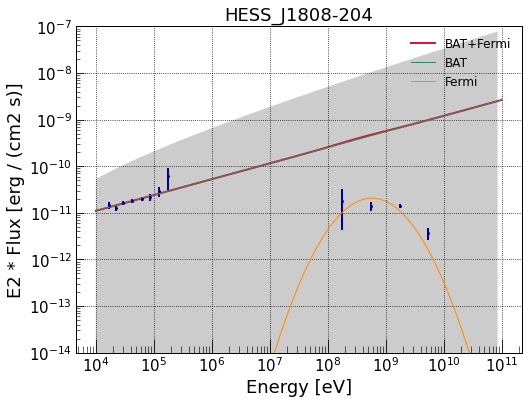 HESS_J1808-204
E2 * Flux [erg / (cm2 s)]
10^-7
10^-8
10^-9
10^-10
10^-11
10^-12
10^-13
10^-14
BAT+Fermi
BAT
Fermi
10^4 10^5 10^6 10^7 10^8 10^9 10^10 10^11
Energy [eV]